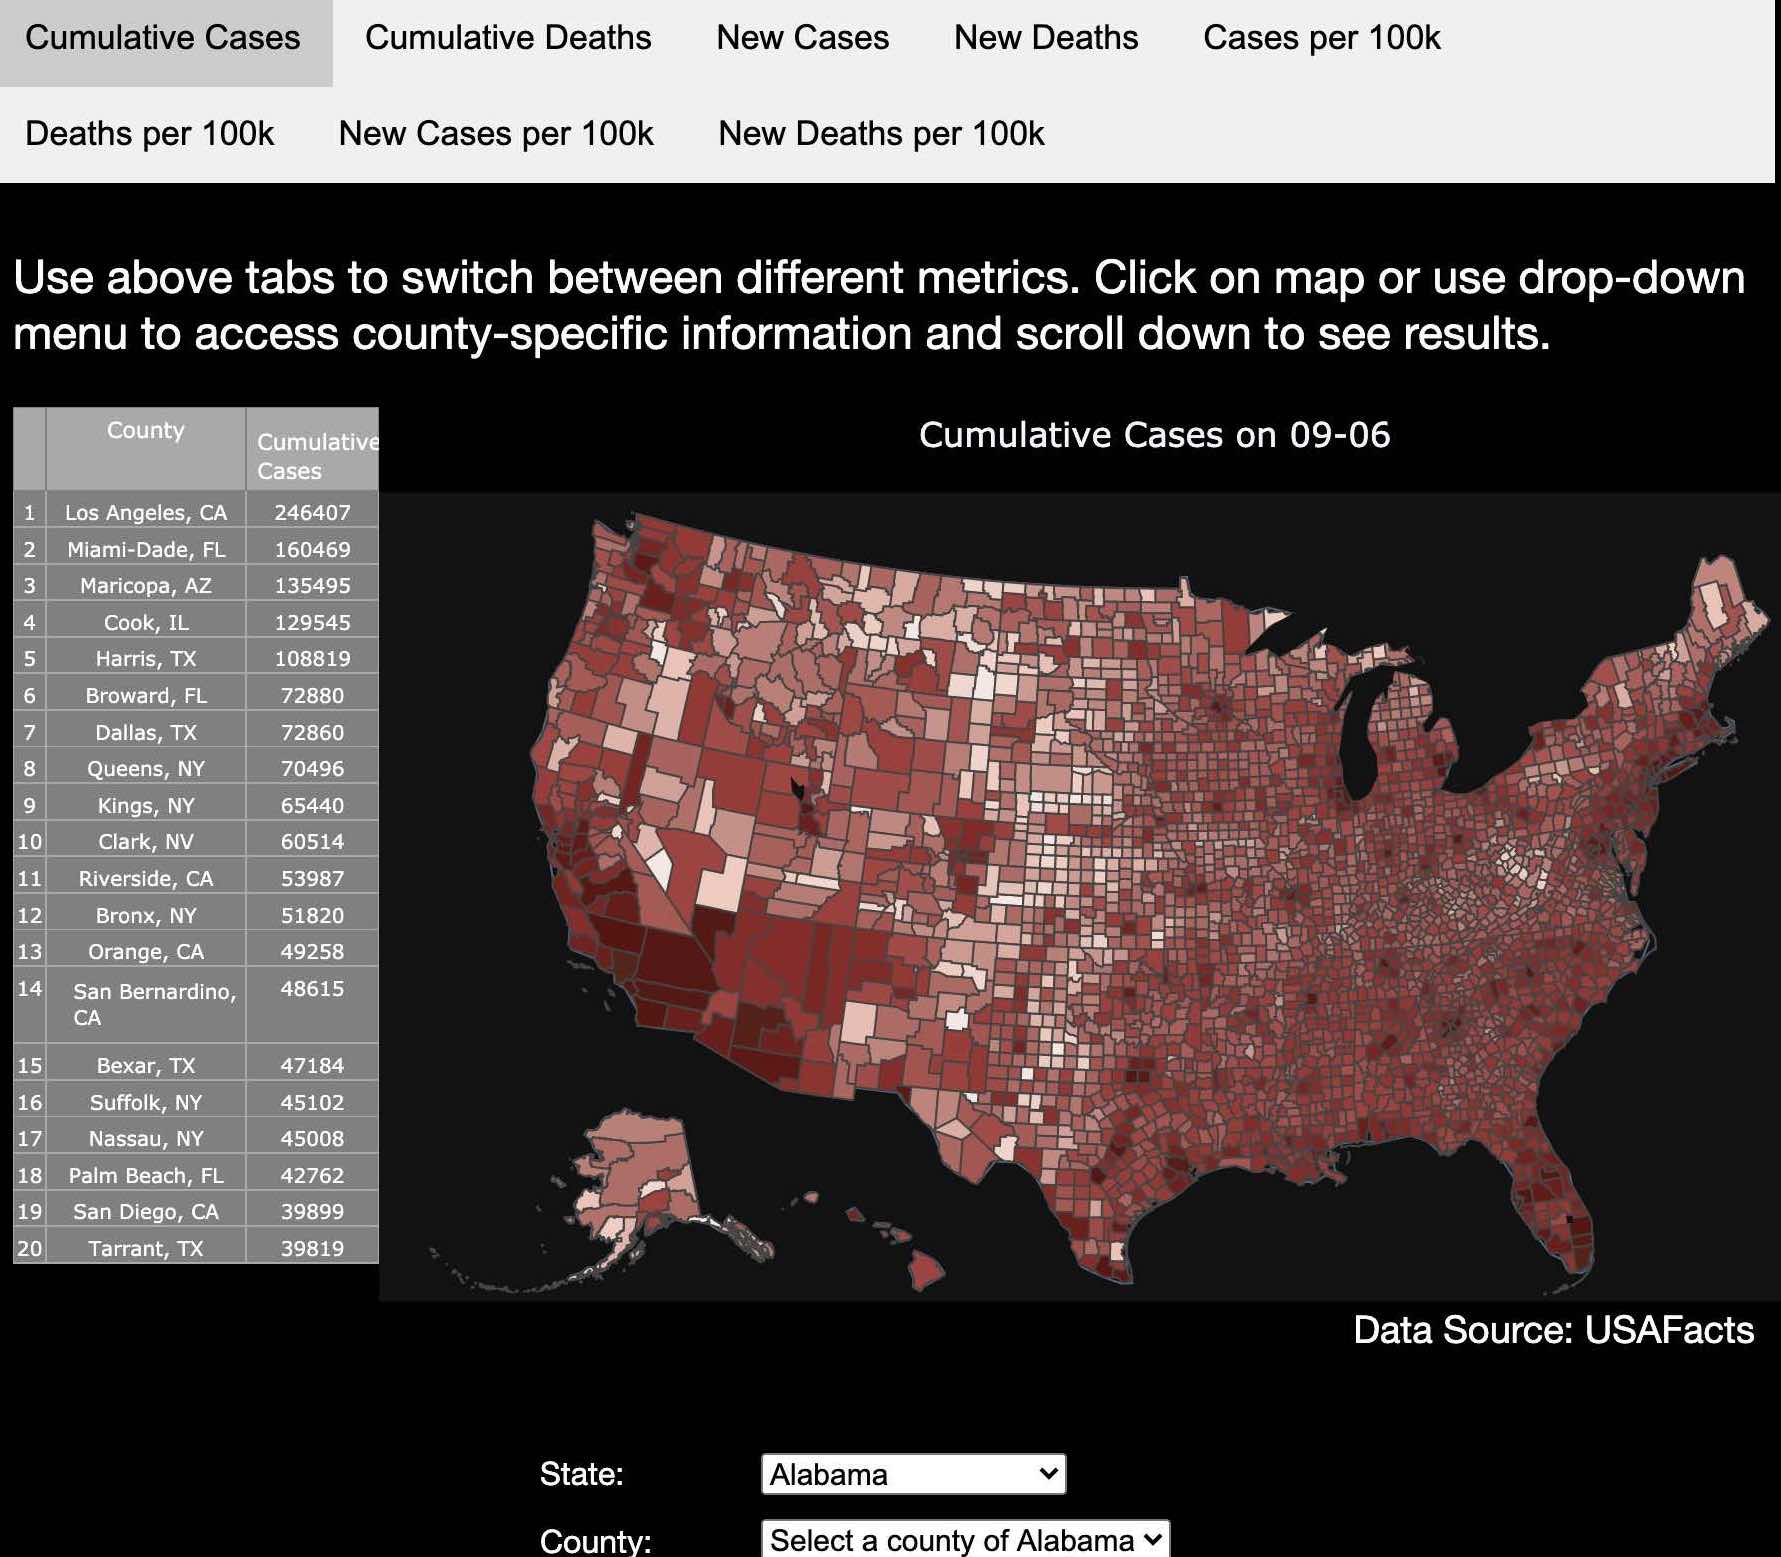 Cumulative Cases Cumulative Deaths New Cases New Deaths Cases per 100k
Deaths per 100k New Cases per 100k New Deaths per 100k
Use above tabs to switch between different metrics. Click on map or use drop-down
menu to access county-specific information and scroll down to see results.
County Cumulative
Cases
1 Los Angeles, CA 246407
2 Miami-Dade, FL 160469
3 Maricopa, AZ 135495
4 Cook, IL 129545
5 Harris, TX 108819
6 Broward, FL 72880
7 Dallas, TX 72860
8 Queens, NY 70496
9 Kings, NY 65440
10 Clark, NV 60514
11 Riverside, CA 53987
12 Bronx, NY 51820
13 Orange, CA 49258
14 San Bernardino, 48615
CA
15 Bexar, TX 47184
16 Suffolk, NY 45102
17 Nassau, NY 45008
18 Palm Beach, FL 42762
19 San Diego, CA 39899
20 Tarrant, TX 39819
Cumulative Cases on 09-06
Data Source: USAFacts
State: Alabama
County: Select a county of Alabama